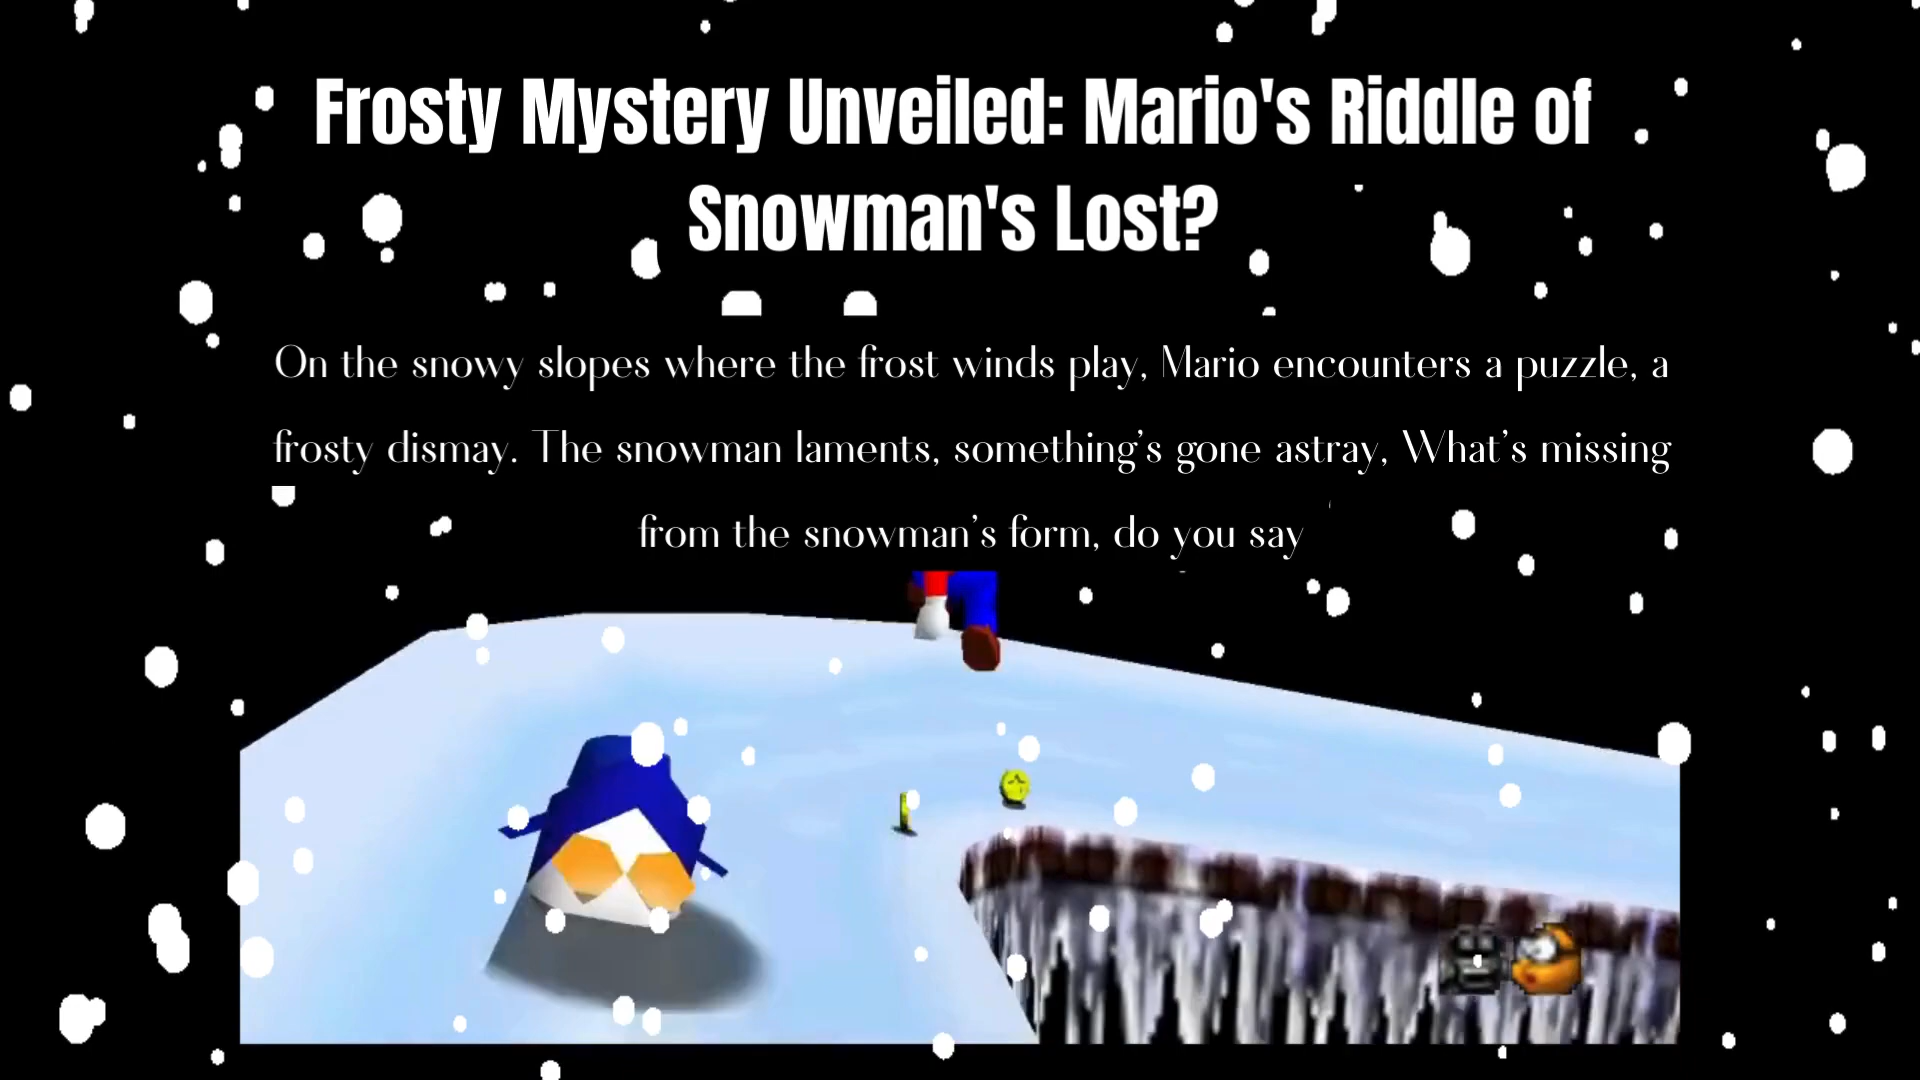 Frosty Mystery Unveiled: Mario's Riddle of
Snowman's Lost?
On the snowy slopes where the frost winds play, Mario encounters a puzzle, a
frosty dismay. The snowman laments, something’s gone astray, What’s missing
from the snowman’s form, do you say